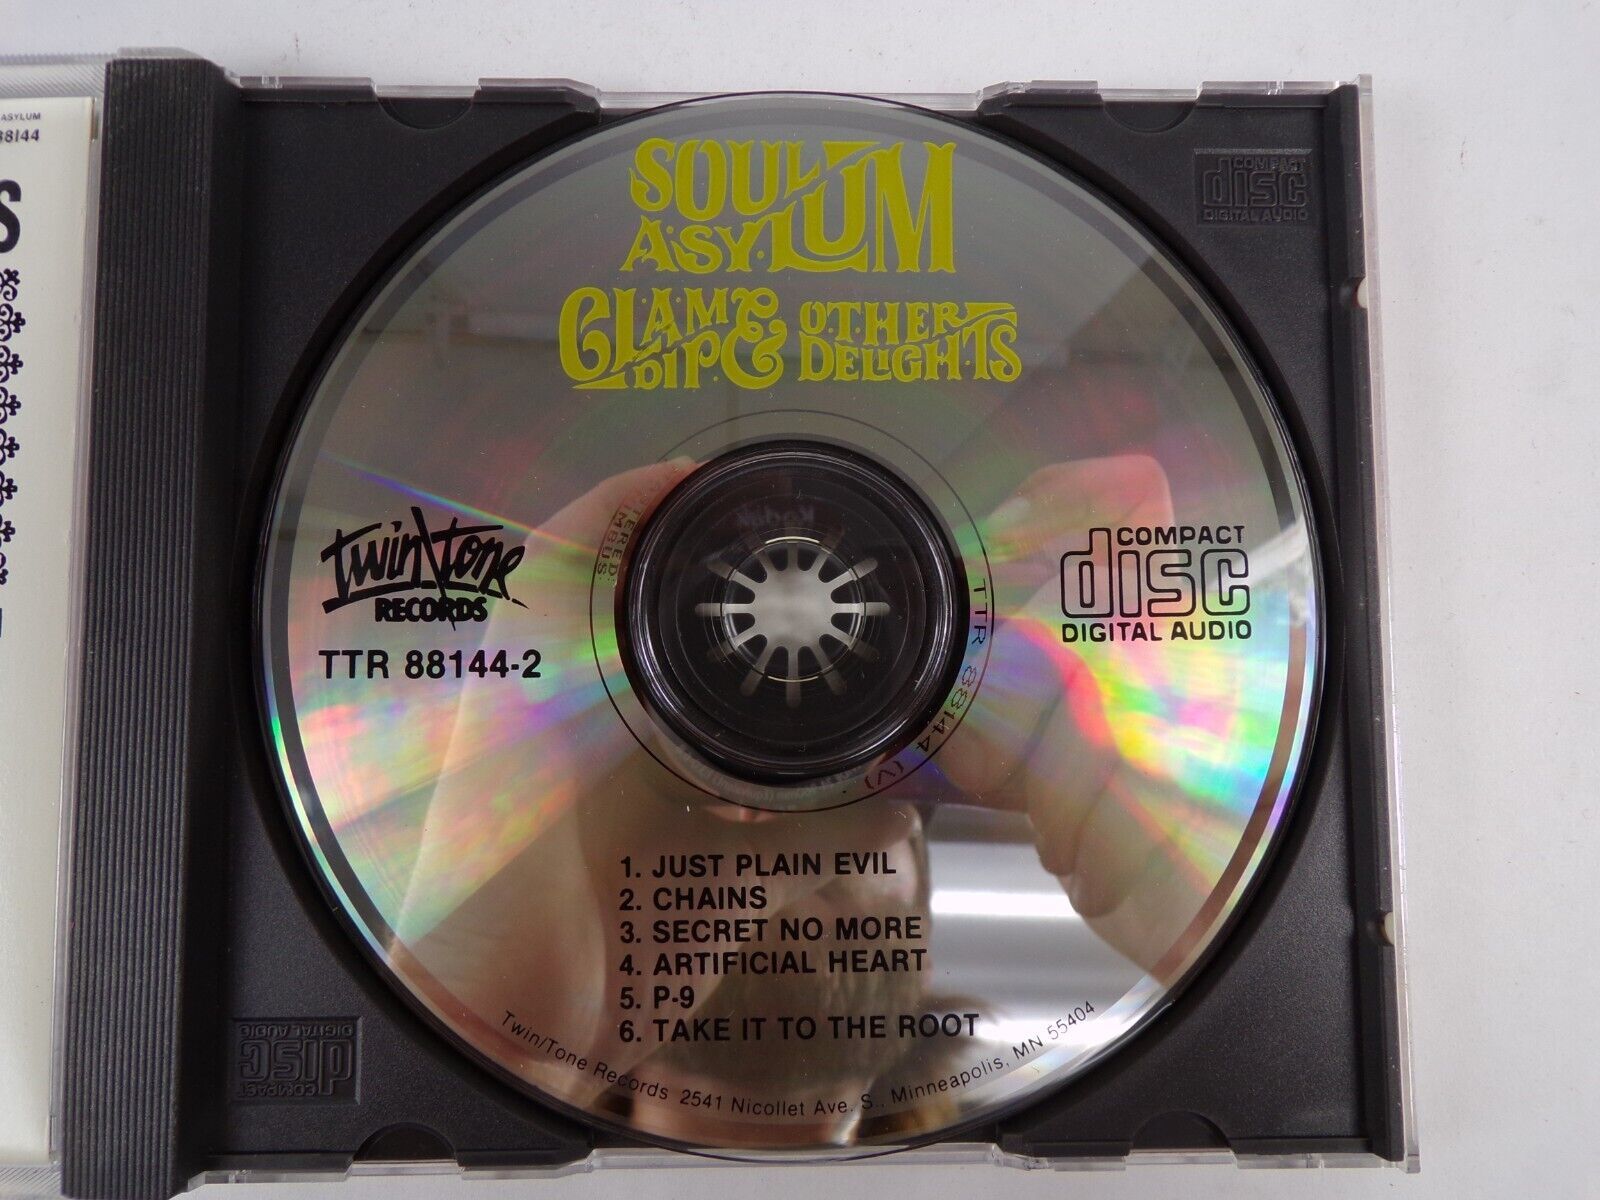 ASYLUM
88144
S
COMPACT
disc
DIGITAL AUDIO
SOUL
ASYLUM
CLAM
DIP &
OTHER
DELIGHTS
twin/tone
RECORDS
TTR 88144-2
COMPACT
disc
DIGITAL AUDIO
TTR 88144 (V)
1. JUST PLAIN EVIL
2. CHAINS
3. SECRET NO MORE
4. ARTIFICIAL HEART
5. P-9
6. TAKE IT TO THE ROOT
Twin/Tone Records 2541 Nicollet Ave. S., Minneapolis, MN 55404
COMPACT
disc
DIGITAL AUDIO